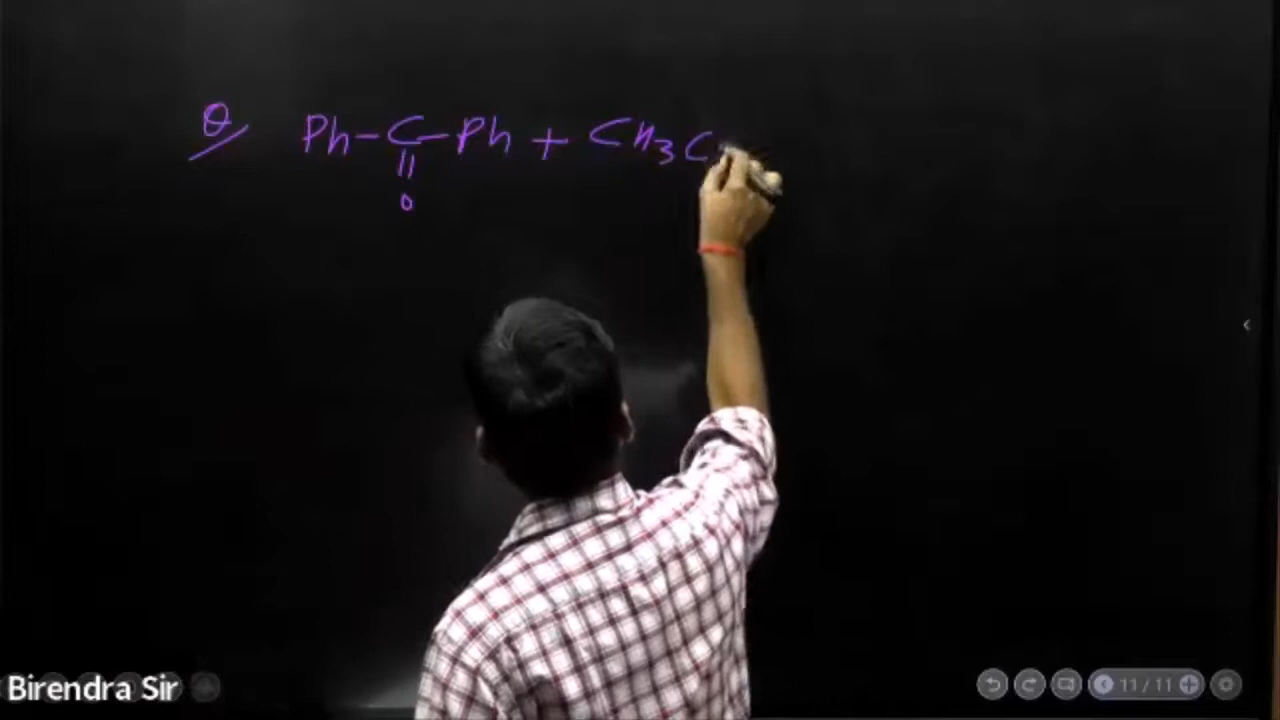 Q/ Ph-C-Ph + CH3C
||
O
Birendra Sir
11 / 11